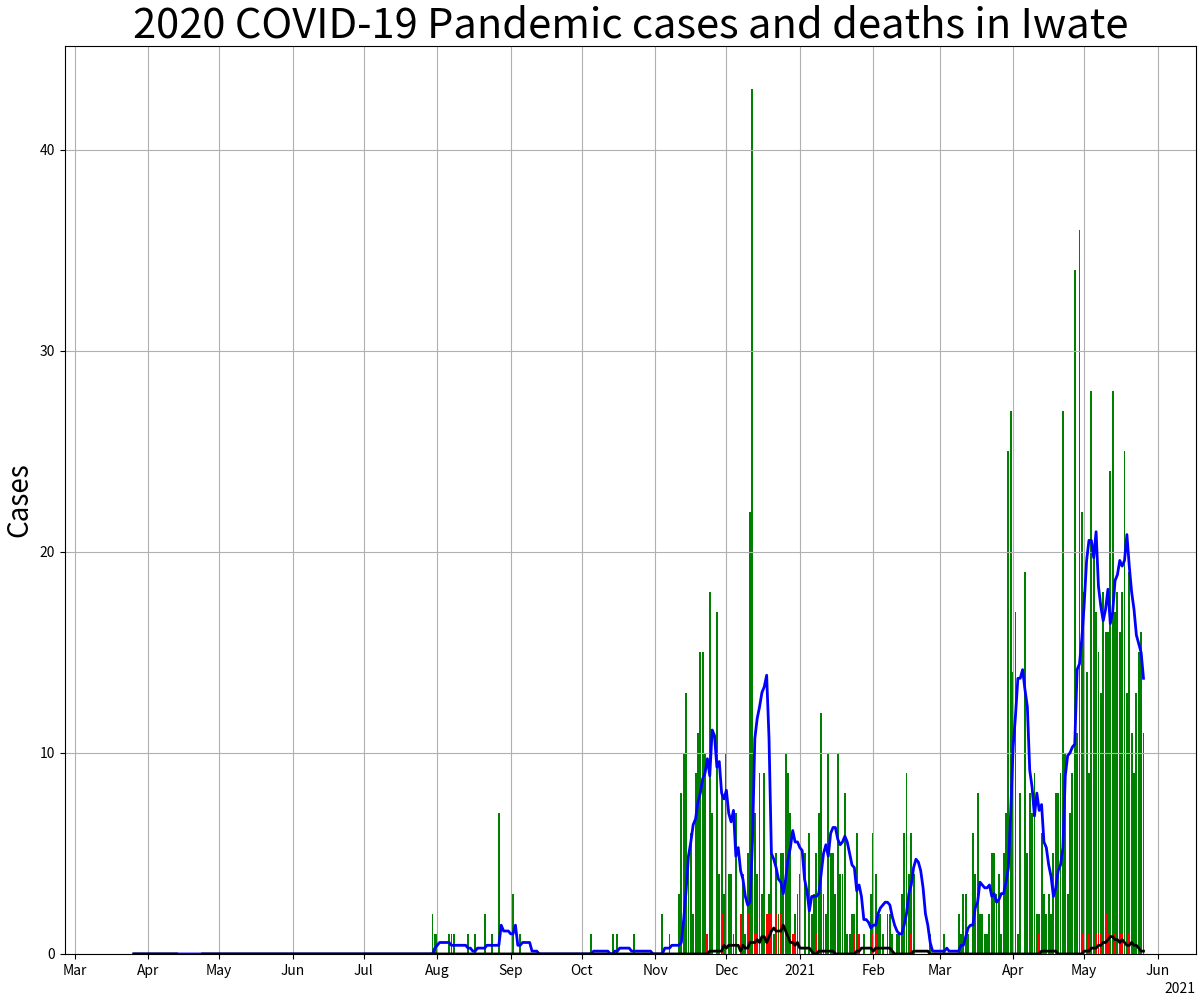 2020 COVID-19 Pandemic cases and deaths in Iwate
Cases
40
30
20
10
0
Mar Apr May Jun Jul Aug Sep Oct Nov Dec 2021 Feb Mar Apr May Jun
2021